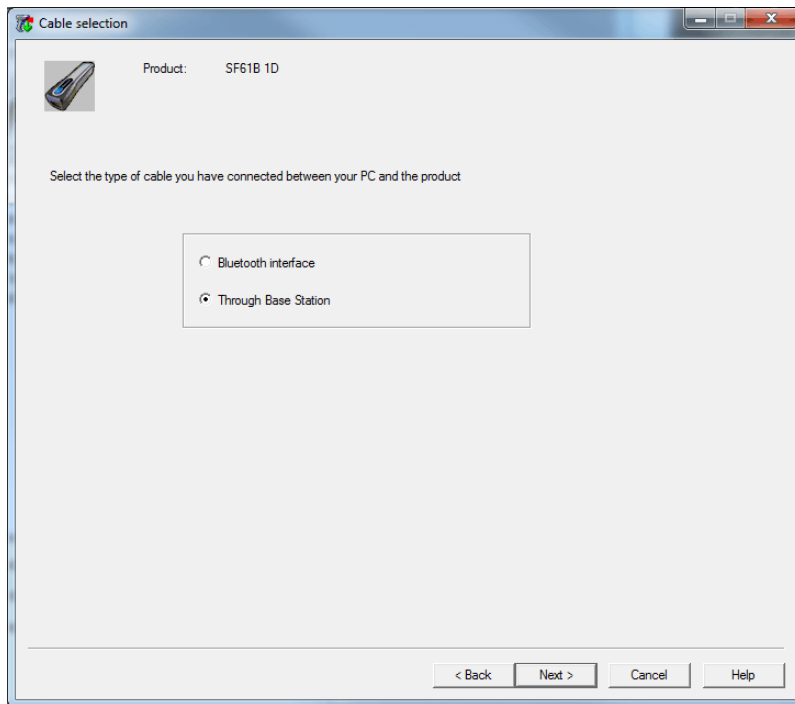 Cable selection
Product: SF61B 1D
Select the type of cable you have connected between your PC and the product
Bluetooth interface
Through Base Station
< Back Next > Cancel Help